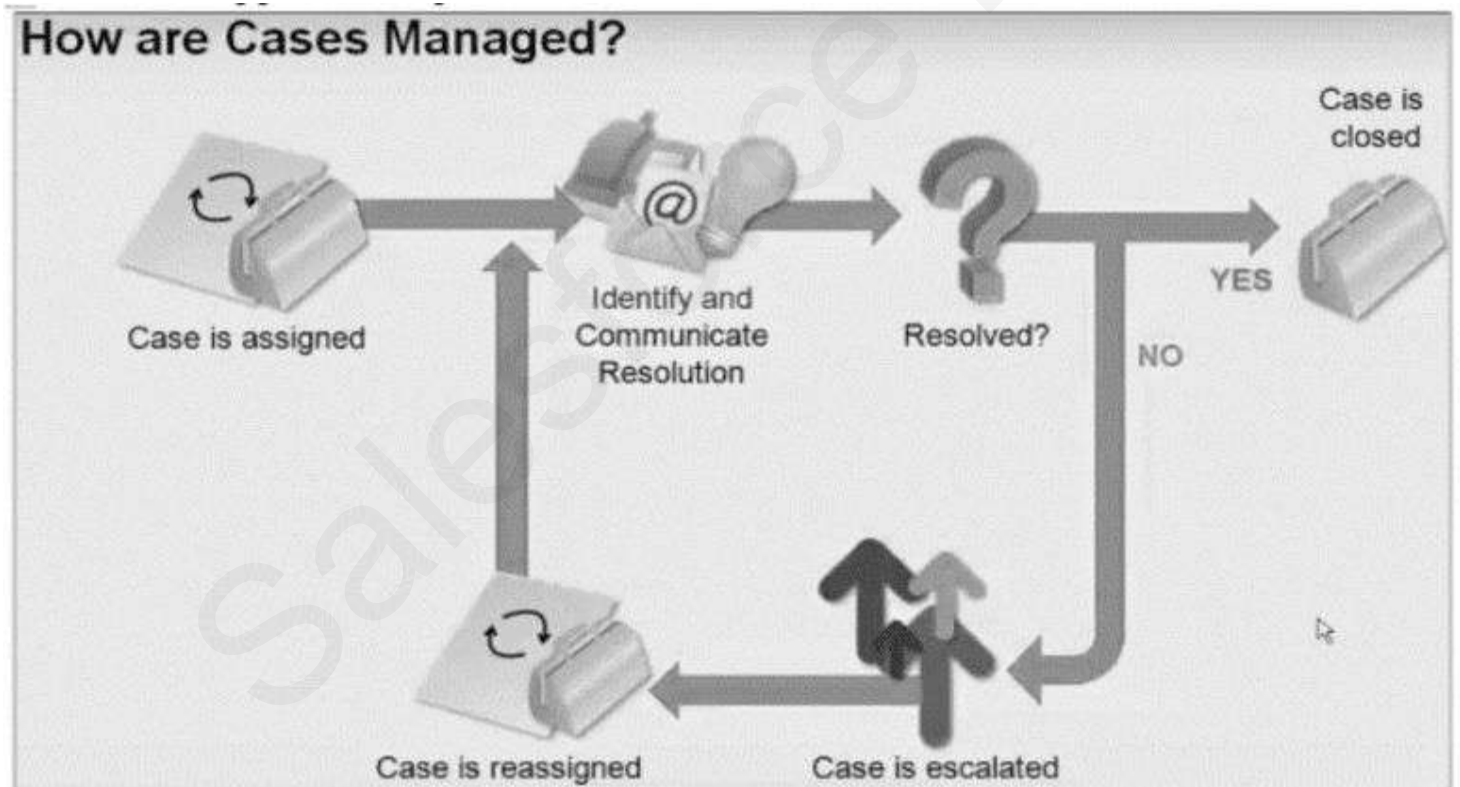 How are Cases Managed?
Case is
closed
@
YES
Identify and
Communicate
Resolution
Case is assigned
Resolved?
NO
Case is reassigned
Case is escalated